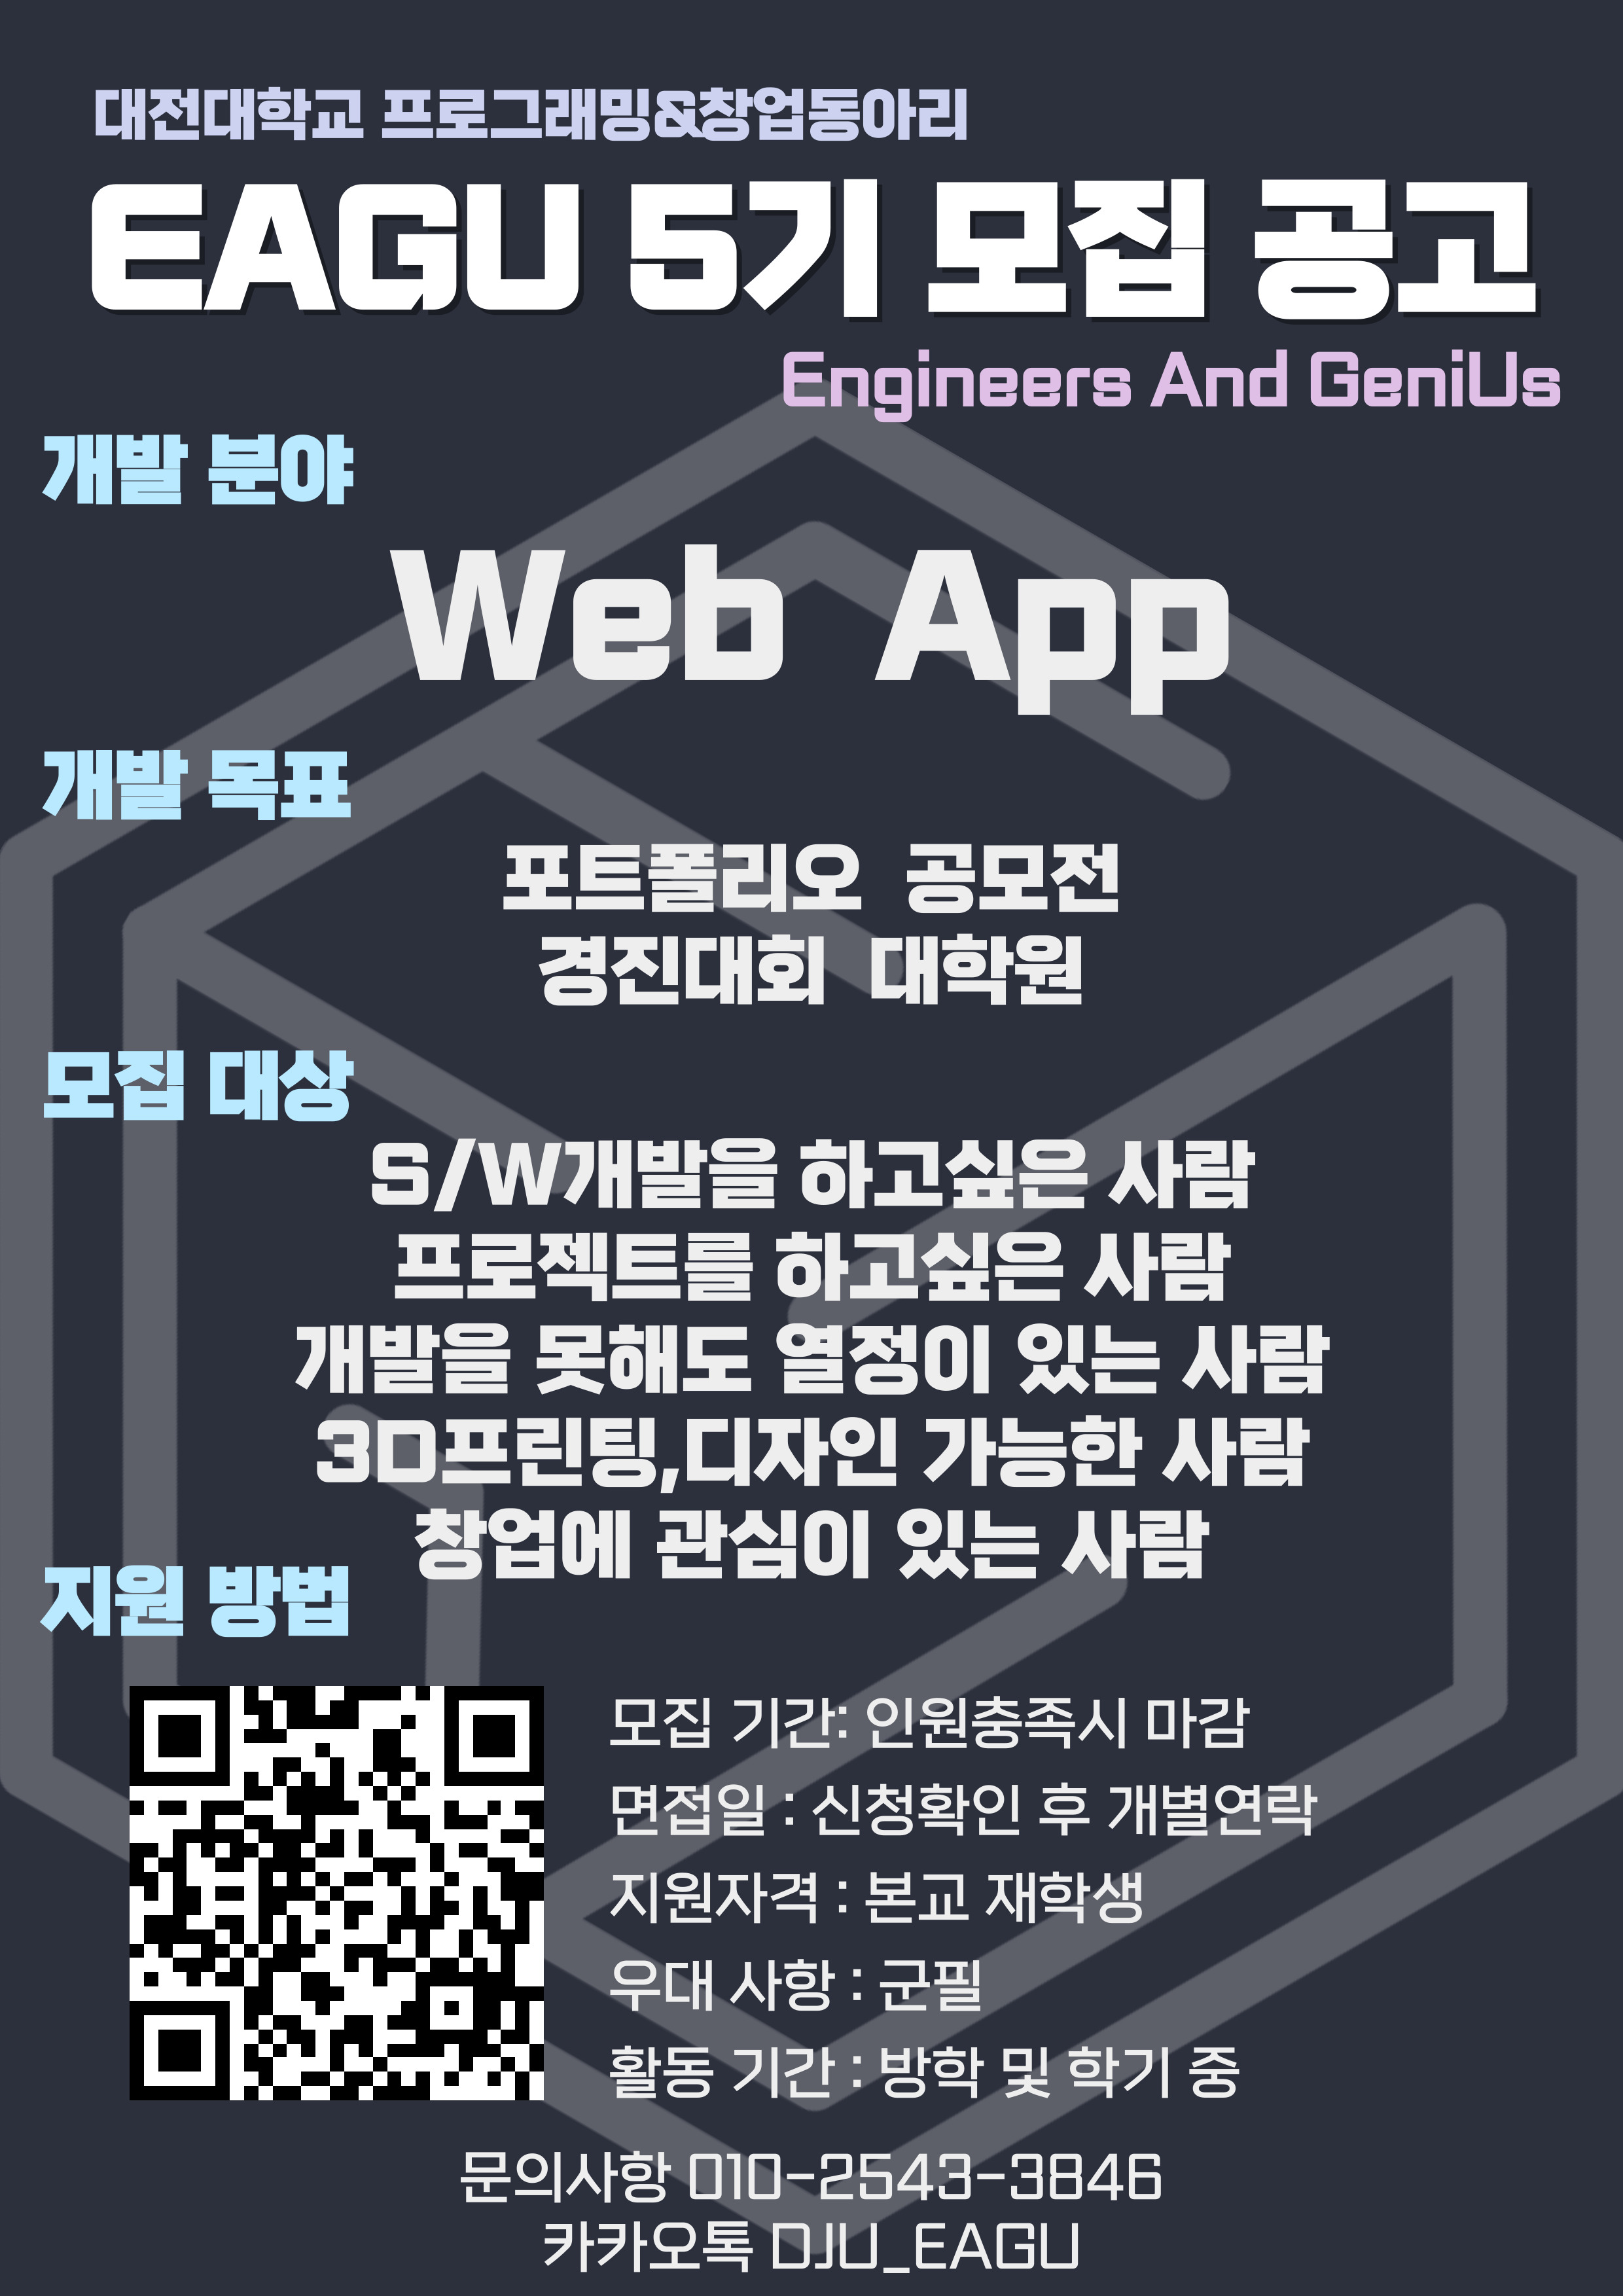 대전대학교 프로그래밍&창업동아리
EAGU 5기 모집 공고
Engineers And GeniUs
개발 분야
Web App
개발 목표
포트폴리오 공모전
경진대회 대학원
모집 대상
S/W개발을 하고싶은 사람
프로젝트를 하고싶은 사람
개발을 못해도 열정이 있는 사람
3D프린팅,디자인 가능한 사람
창업에 관심이 있는 사람
지원 방법
모집 기간: 인원충족시 마감
면접일 : 신청확인 후 개별연락
지원자격 : 본교 재학생
우대 사항 : 군필
활동 기간 : 방학 및 학기 중
문의사항 010-2543-3846
카카오톡 DJU_EAGU